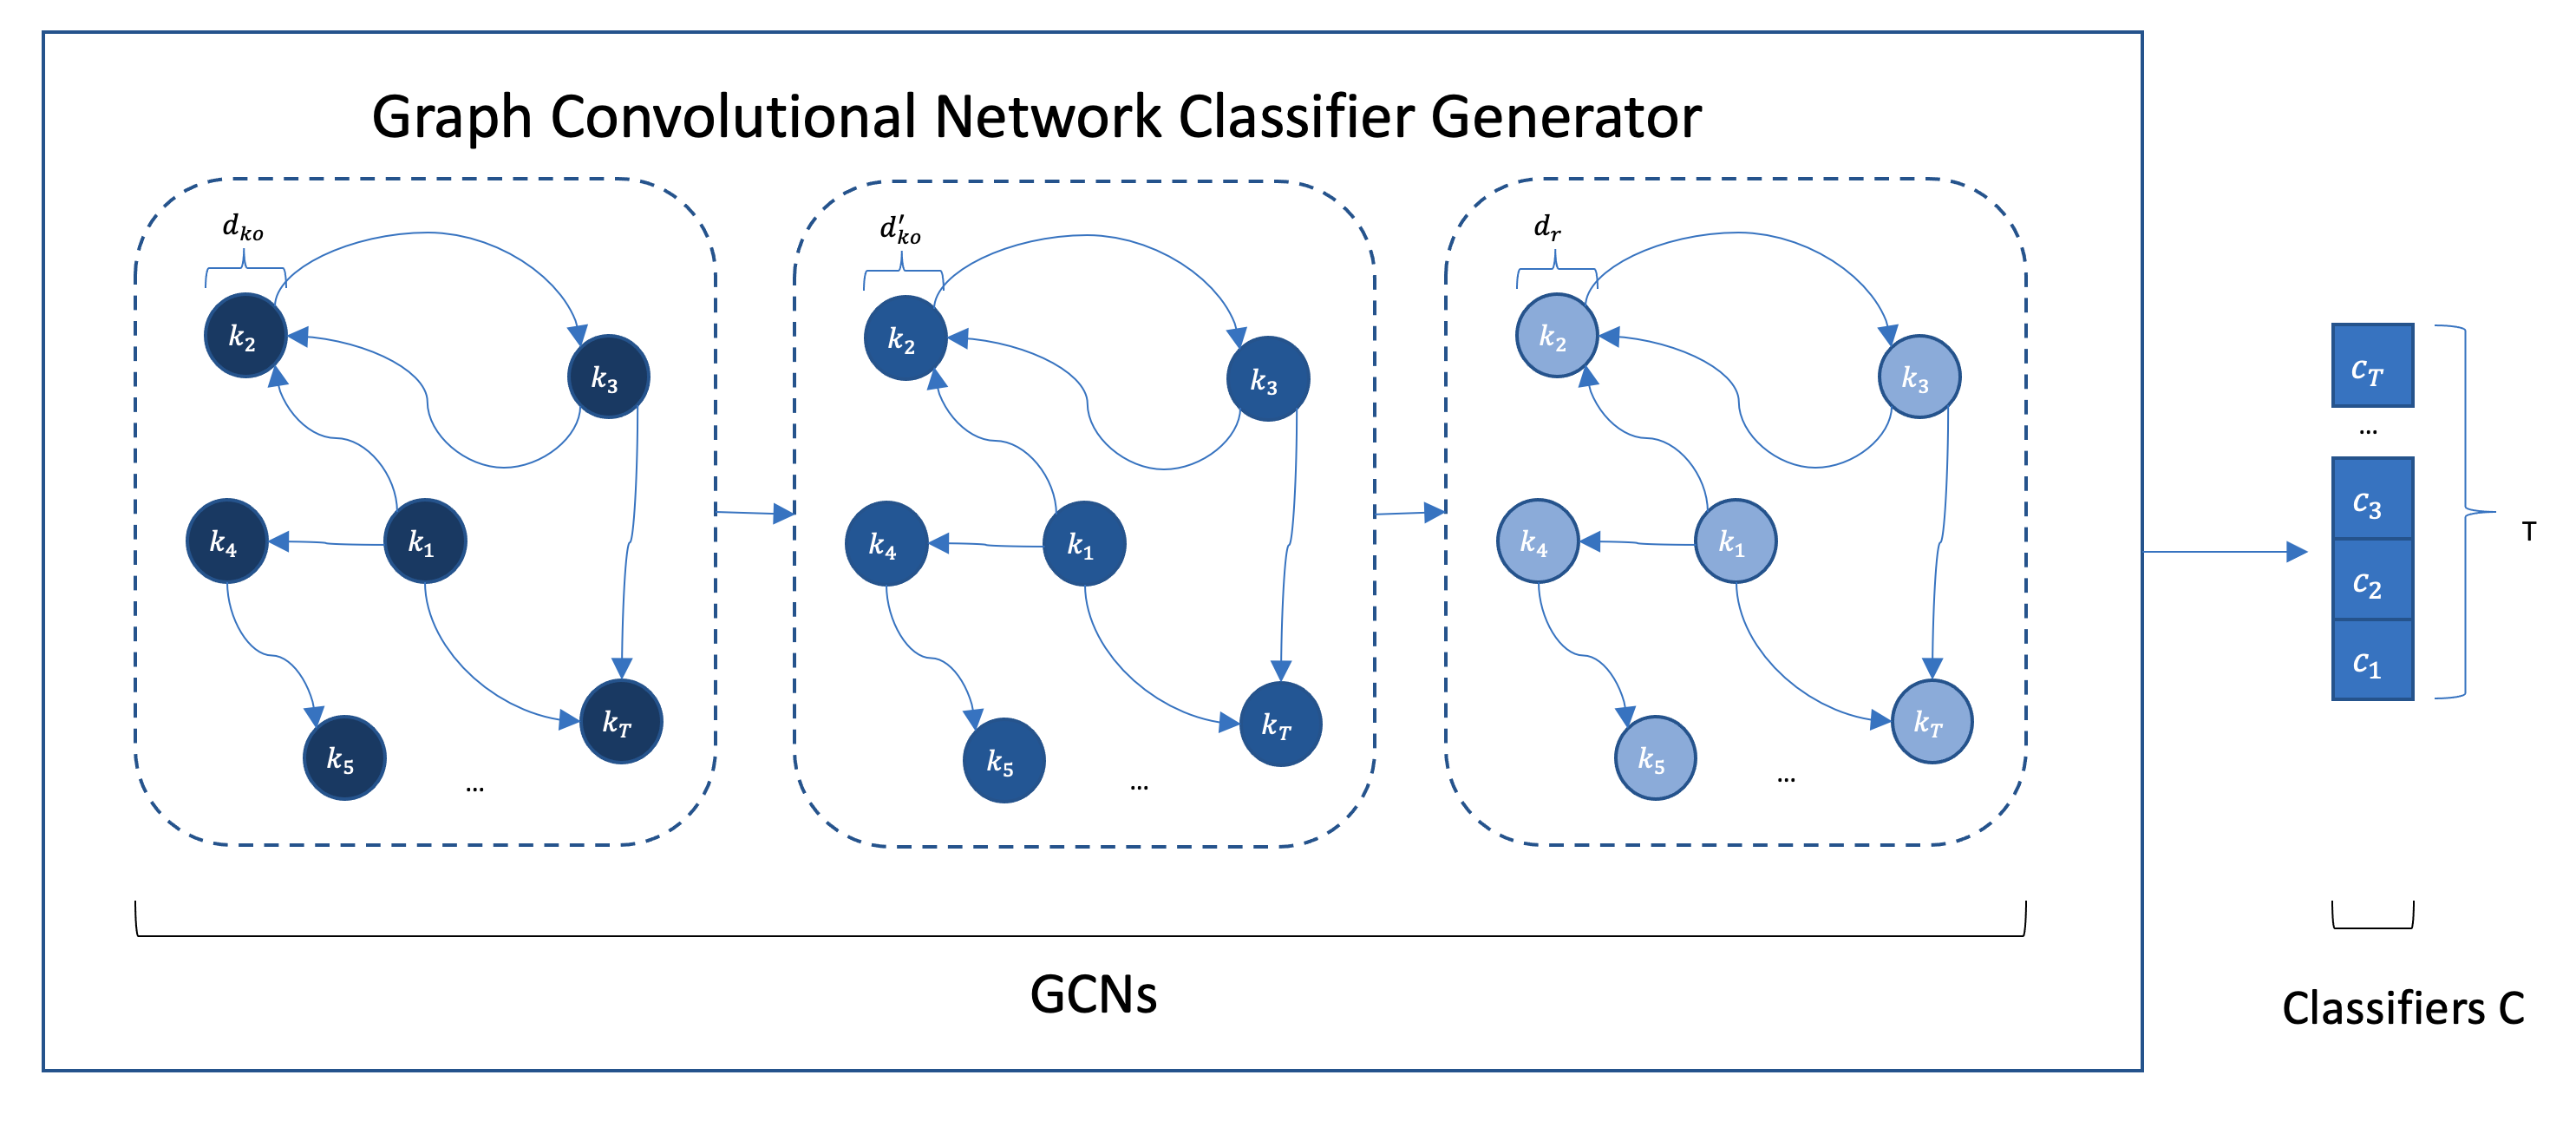 Graph Convolutional Network Classifier Generator
d_{ko}
k_2
k_3
k_4
k_1
k_5
k_T
...
d'_{ko}
k_2
k_3
k_4
k_1
k_5
k_T
...
d_r
k_2
k_3
k_4
k_1
k_5
k_T
...
GCNs
c_T
...
c_3
c_2
c_1
T
Classifiers C